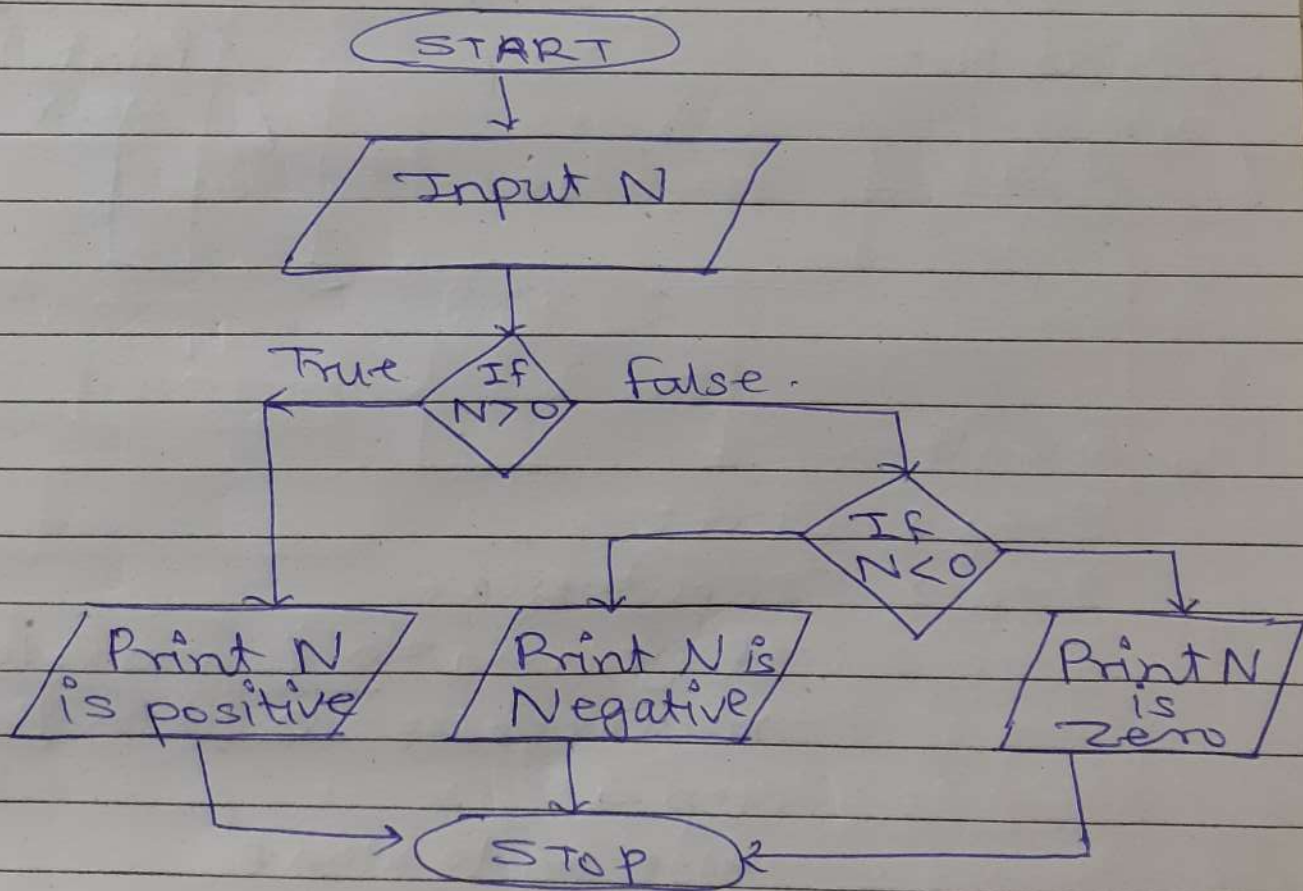 START
Input N
True
If
N>0
false.
If
N<0
Print N
is positive
Print N is
Negative
Print N
is
Zero
STOP